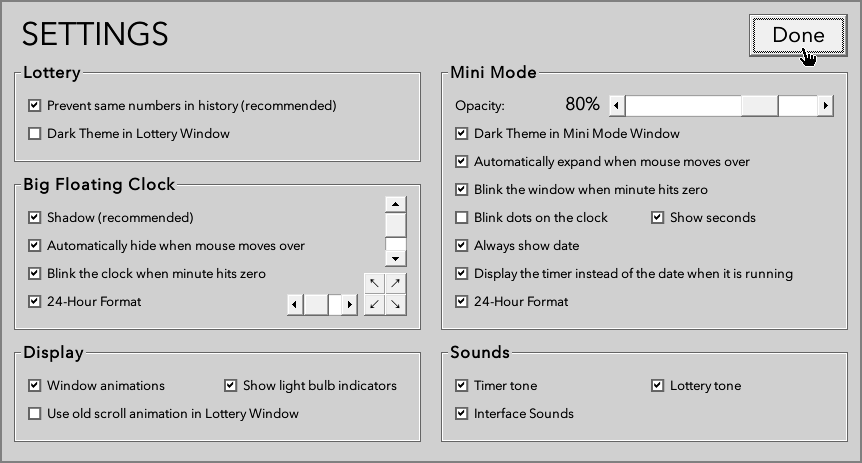 SETTINGS
Done
Lottery
Prevent same numbers in history (recommended)
Dark Theme in Lottery Window
Big Floating Clock
Shadow (recommended)
Automatically hide when mouse moves over
Blink the clock when minute hits zero
24-Hour Format
Display
Window animations
Show light bulb indicators
Use old scroll animation in Lottery Window
Mini Mode
Opacity: 80%
Dark Theme in Mini Mode Window
Automatically expand when mouse moves over
Blink the window when minute hits zero
Blink dots on the clock
Show seconds
Always show date
Display the timer instead of the date when it is running
24-Hour Format
Sounds
Timer tone
Lottery tone
Interface Sounds